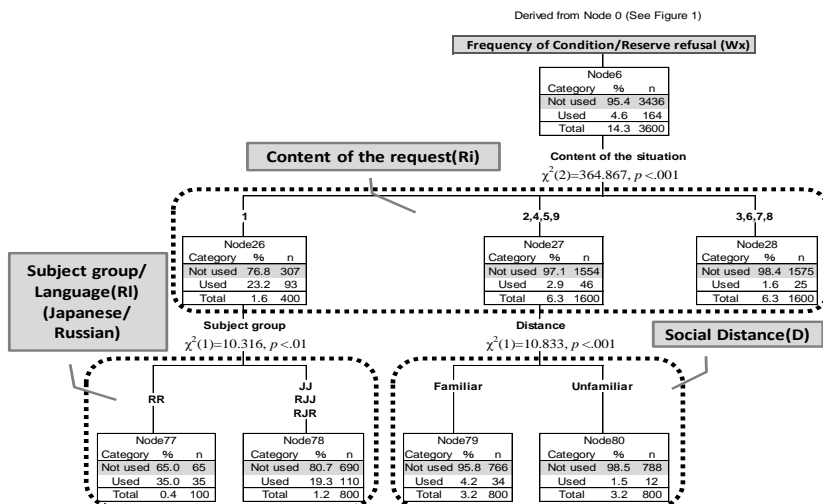 Derived from Node 0 (See Figure 1)
Frequency of Condition/Reserve refusal (Wx)
Node6
Category % n
Not used 95.4 3436
Used 4.6 164
Total 14.3 3600
Content of the request(Ri)
Content of the situation
χ²(2)=364.867, p <.001
1
2,4,5,9
3,6,7,8
Node26
Category % n
Not used 76.8 307
Used 23.2 93
Total 1.6 400
Node27
Category % n
Not used 97.1 1554
Used 2.9 46
Total 6.3 1600
Node28
Category % n
Not used 98.4 1575
Used 1.6 25
Total 6.3 1600
Subject group/
Language(Rl)
(Japanese/
Russian)
Subject group
χ²(1)=10.316, p <.01
Distance
χ²(1)=10.833, p <.001
Social Distance(D)
RR
JJ
RJJ
RJR
Familiar
Unfamiliar
Node77
Category % n
Not used 65.0 65
Used 35.0 35
Total 0.4 100
Node78
Category % n
Not used 80.7 690
Used 19.3 110
Total 1.2 800
Node79
Category % n
Not used 95.8 766
Used 4.2 34
Total 3.2 800
Node80
Category % n
Not used 98.5 788
Used 1.5 12
Total 3.2 800